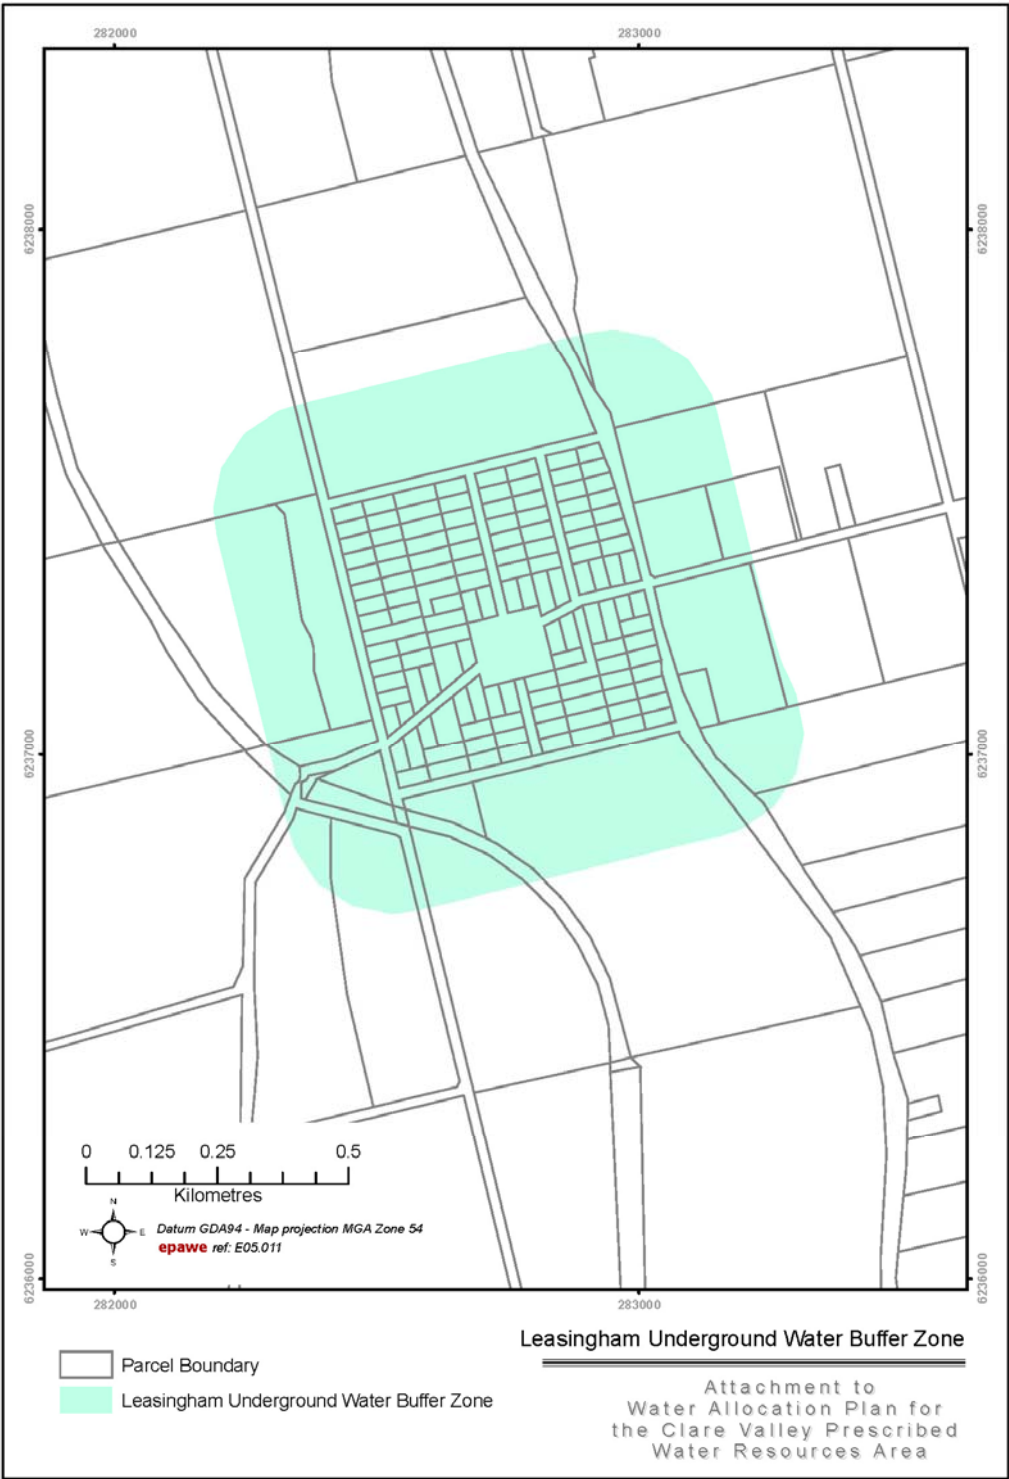 282000
283000
6238000
6238000
6237000
6237000
0 0.125 0.25 0.5
Kilometres
N
W E
S
Datum GDA94 - Map projection MGA Zone 54
epawe ref: E05.011
6236000
6236000
282000
283000
Leasingham Underground Water Buffer Zone
Parcel Boundary
Leasingham Underground Water Buffer Zone
Attachment to
Water Allocation Plan for
the Clare Valley Prescribed
Water Resources Area